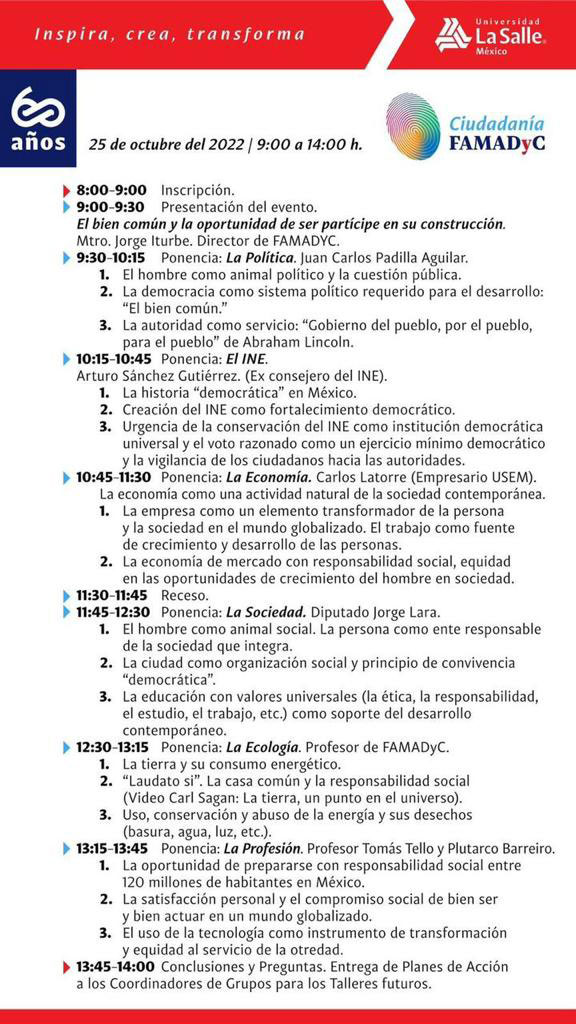 Inspira, crea, transforma
Universidad
La Salle®
México
60
años
25 de octubre del 2022 | 9:00 a 14:00 h.
Ciudadanía
FAMADyC
8:00-9:00 Inscripción.
9:00-9:30 Presentación del evento.
El bien común y la oportunidad de ser partícipe en su construcción.
Mtro. Jorge Iturbe. Director de FAMADYC.
9:30-10:15 Ponencia: La Política. Juan Carlos Padilla Aguilar.
1. El hombre como animal político y la cuestión pública.
2. La democracia como sistema político requerido para el desarrollo:
“El bien común.”
3. La autoridad como servicio: “Gobierno del pueblo, por el pueblo,
para el pueblo” de Abraham Lincoln.
10:15-10:45 Ponencia: El INE.
Arturo Sánchez Gutiérrez. (Ex consejero del INE).
1. La historia “democrática” en México.
2. Creación del INE como fortalecimiento democrático.
3. Urgencia de la conservación del INE como institución democrática
universal y el voto razonado como un ejercicio mínimo democrático
y la vigilancia de los ciudadanos hacia las autoridades.
10:45-11:30 Ponencia: La Economía. Carlos Latorre (Empresario USEM).
La economía como una actividad natural de la sociedad contemporánea.
1. La empresa como un elemento transformador de la persona
y la sociedad en el mundo globalizado. El trabajo como fuente
de crecimiento y desarrollo de las personas.
2. La economía de mercado con responsabilidad social, equidad
en las oportunidades de crecimiento del hombre en sociedad.
11:30-11:45 Receso.
11:45-12:30 Ponencia: La Sociedad. Diputado Jorge Lara.
1. El hombre como animal social. La persona como ente responsable
de la sociedad que integra.
2. La ciudad como organización social y principio de convivencia
“democrática”.
3. La educación con valores universales (la ética, la responsabilidad,
el estudio, el trabajo, etc.) como soporte del desarrollo
contemporáneo.
12:30-13:15 Ponencia: La Ecología. Profesor de FAMADyC.
1. La tierra y su consumo energético.
2. “Laudato si”. La casa común y la responsabilidad social
(Video Carl Sagan: La tierra, un punto en el universo).
3. Uso, conservación y abuso de la energía y sus desechos
(basura, agua, luz, etc.).
13:15-13:45 Ponencia: La Profesión. Profesor Tomás Tello y Plutarco Barreiro.
1. La oportunidad de prepararse con responsabilidad social entre
120 millones de habitantes en México.
2. La satisfacción personal y el compromiso social de bien ser
y bien actuar en un mundo globalizado.
3. El uso de la tecnología como instrumento de transformación
y equidad al servicio de la otredad.
13:45-14:00 Conclusiones y Preguntas. Entrega de Planes de Acción
a los Coordinadores de Grupos para los Talleres futuros.